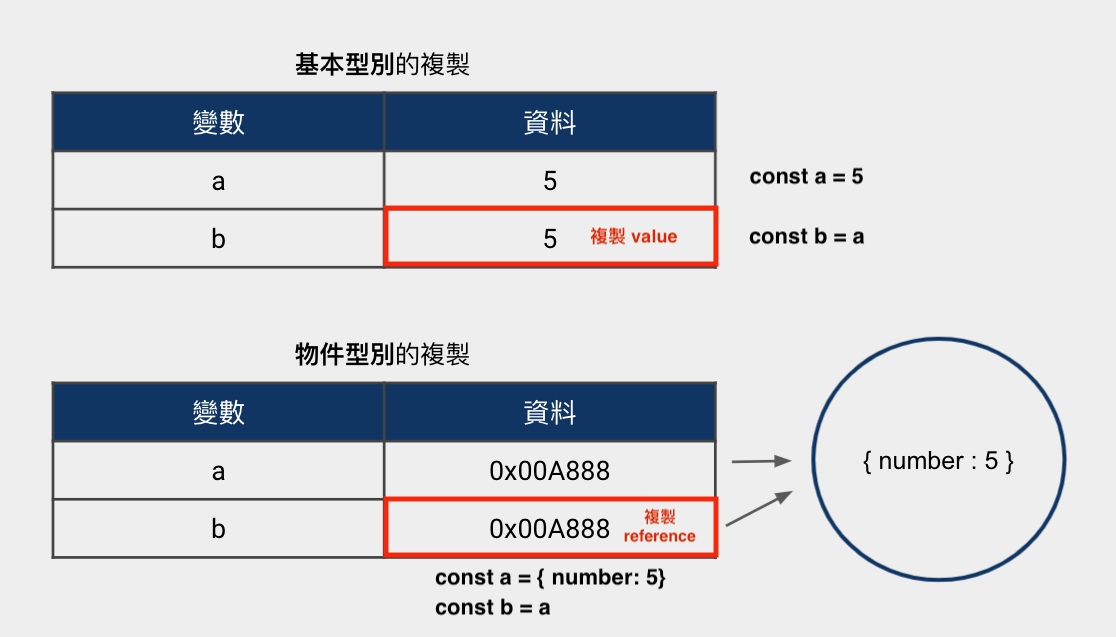 基本型別的複製
變數 資料
a 5 const a = 5
b 5 複製 value const b = a
物件型別的複製
變數 資料
a 0x00A888 { number : 5 }
b 0x00A888 複製
reference
const a = { number: 5}
const b = a